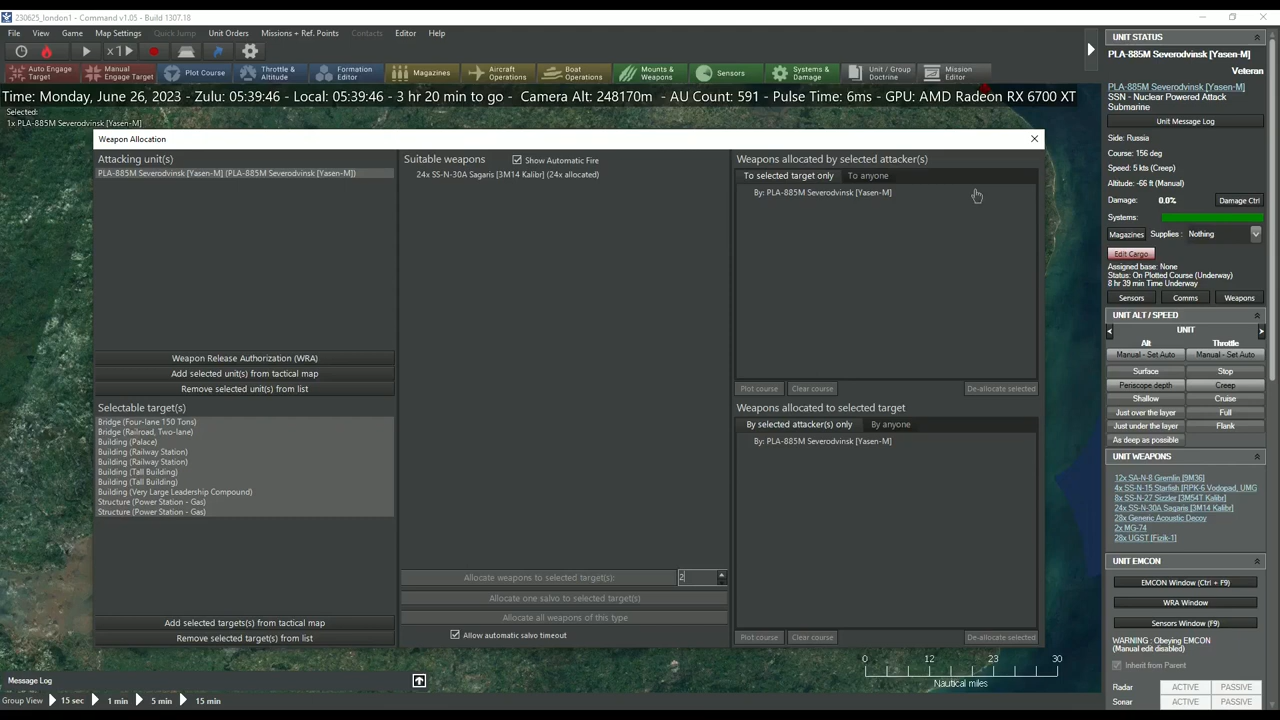 230625_london1 - Command v1.05 - Build 1307.18
File View Game Map Settings Quick Jump Unit Orders Missions + Ref. Points Contacts Editor Help
x1
Auto Engage Target
Manual Engage Target
Plot Course
Throttle & Altitude
Formation Editor
Magazines
Aircraft Operations
Boat Operations
Mounts & Weapons
Sensors
Systems & Damage
Unit / Group Doctrine
Mission Editor
Time: Monday, June 26, 2023 - Zulu: 05:39:46 - Local: 05:39:46 - 3 hr 20 min to go - Camera Alt: 248170m - AU Count: 591 - Pulse Time: 6ms - GPU: AMD Radeon RX 6700 XT
Selected:
1x PLA-885M Severodvinsk [Yasen-M]
Weapon Allocation
Attacking unit(s)
PLA-885M Severodvinsk [Yasen-M] (PLA-885M Severodvinsk [Yasen-M])
Weapon Release Authorization (WRA)
Add selected unit(s) from tactical map
Remove selected unit(s) from list
Selectable target(s)
Bridge (Four-lane 150 Tons)
Bridge (Railroad, Two-lane)
Building (Palace)
Building (Railway Station)
Building (Railway Station)
Building (Tall Building)
Building (Tall Building)
Building (Very Large Leadership Compound)
Structure (Power Station - Gas)
Structure (Power Station - Gas)
Add selected targets(s) from tactical map
Remove selected target(s) from list
Suitable weapons
Show Automatic Fire
24x SS-N-30A Sagaris [3M14 Kalibr] (24x allocated)
Allocate weapons to selected target(s): 2
Allocate one salvo to selected target(s)
Allocate all weapons of this type
Allow automatic salvo timeout
Weapons allocated by selected attacker(s)
To selected target only To anyone
By: PLA-885M Severodvinsk [Yasen-M]
Plot course Clear course De-allocate selected
Weapons allocated to selected target
By selected attacker(s) only By anyone
By: PLA-885M Severodvinsk [Yasen-M]
Plot course Clear course De-allocate selected
0 12 23 30
Nautical miles
Message Log
Group View 15 sec 1 min 5 min 15 min
UNIT STATUS
PLA-885M Severodvinsk [Yasen-M]
Veteran
PLA-885M Severodvinsk [Yasen-M]
SSN - Nuclear Powered Attack
Submarine
Unit Message Log
Side: Russia
Course: 156 deg
Speed: 5 kts (Creep)
Altitude: -66 ft (Manual)
Damage: 0.0% Damage Ctrl
Systems:
Magazines Supplies : Nothing
Edit Cargo
Assigned base: None
Status: On Plotted Course (Underway)
8 hr 39 min Time Underway
Sensors Comms Weapons
UNIT ALT / SPEED
UNIT
Alt Throttle
Manual - Set Auto Manual - Set Auto
Surface Stop
Periscope depth Creep
Shallow Cruise
Just over the layer Full
Just under the layer Flank
As deep as possible
UNIT WEAPONS
12x SA-N-8 Gremlin [9M36]
4x SS-N-15 Starfish [RPK-6 Vodopad, UMG
8x SS-N-27 Sizzler [3M54T Kalibr]
24x SS-N-30A Sagaris [3M14 Kalibr]
28x Generic Acoustic Decoy
2x MG-74
28x UGST [Fizik-1]
UNIT EMCON
EMCON Window (Ctrl + F9)
WRA Window
Sensors Window (F9)
WARNING : Obeying EMCON
(Manual edit disabled)
Inherit from Parent
Radar ACTIVE PASSIVE
Sonar ACTIVE PASSIVE